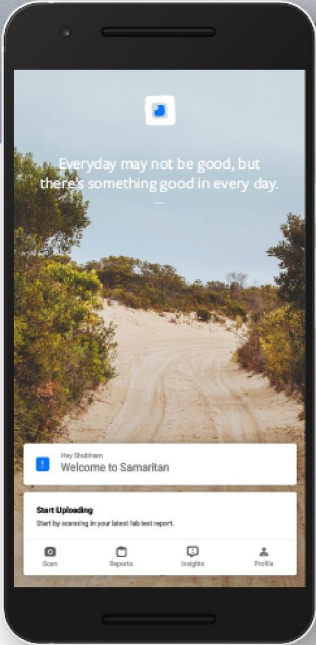 Everyday may not be good, but
there's something good in every day.
Hey Shubham
Welcome to Samaritan
Start Uploading
Start by scanning in your latest lab test report.
Scan
Reports
Insights
Profile